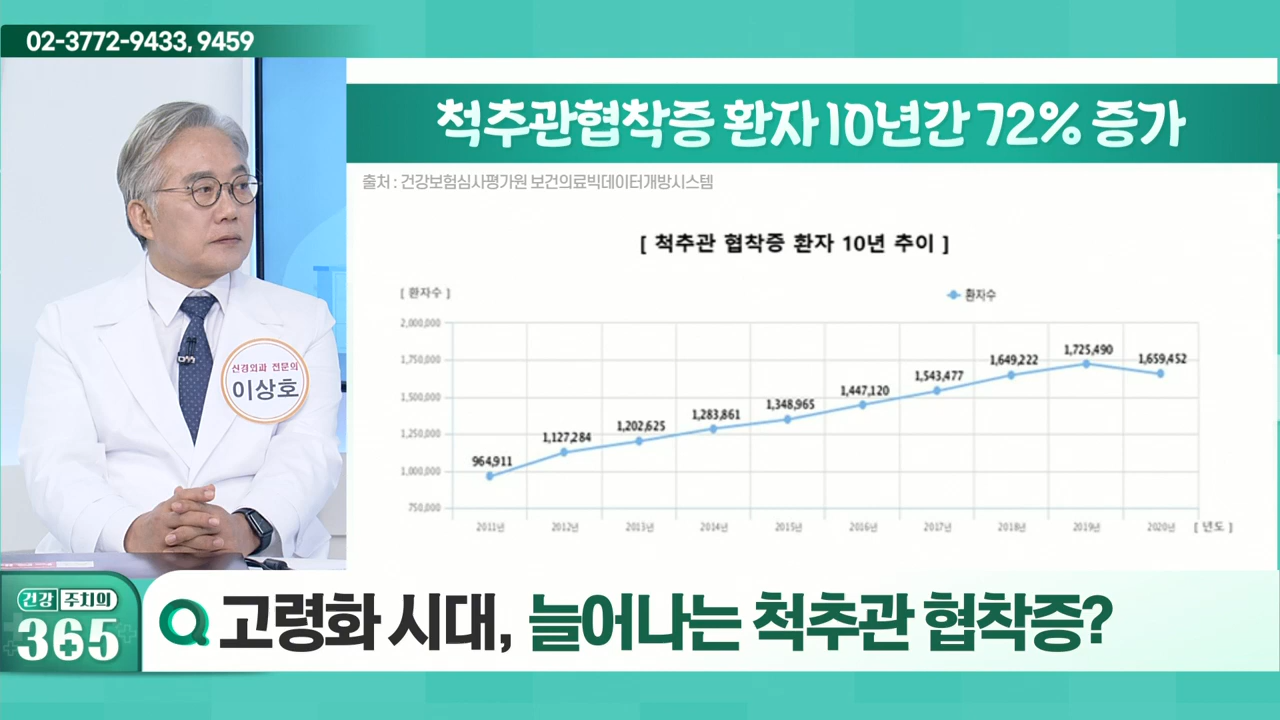 02-3772-9433, 9459
척추관협착증 환자 10년간 72% 증가
출처 : 건강보험심사평가원 보건의료빅데이터개방시스템
[ 척추관 협착증 환자 10년 추이 ]
[ 환자수 ]
환자수
2,000,000
1,750,000
1,500,000
1,250,000
1,000,000
750,000
964,911
1,127,284
1,202,625
1,283,861
1,348,965
1,447,120
1,543,477
1,649,222
1,725,490
1,659,452
2011년 2012년 2013년 2014년 2015년 2016년 2017년 2018년 2019년 2020년 [ 년도 ]
신경외과 전문의
이상호
건강 주치의
365
Q 고령화 시대, 늘어나는 척추관 협착증?